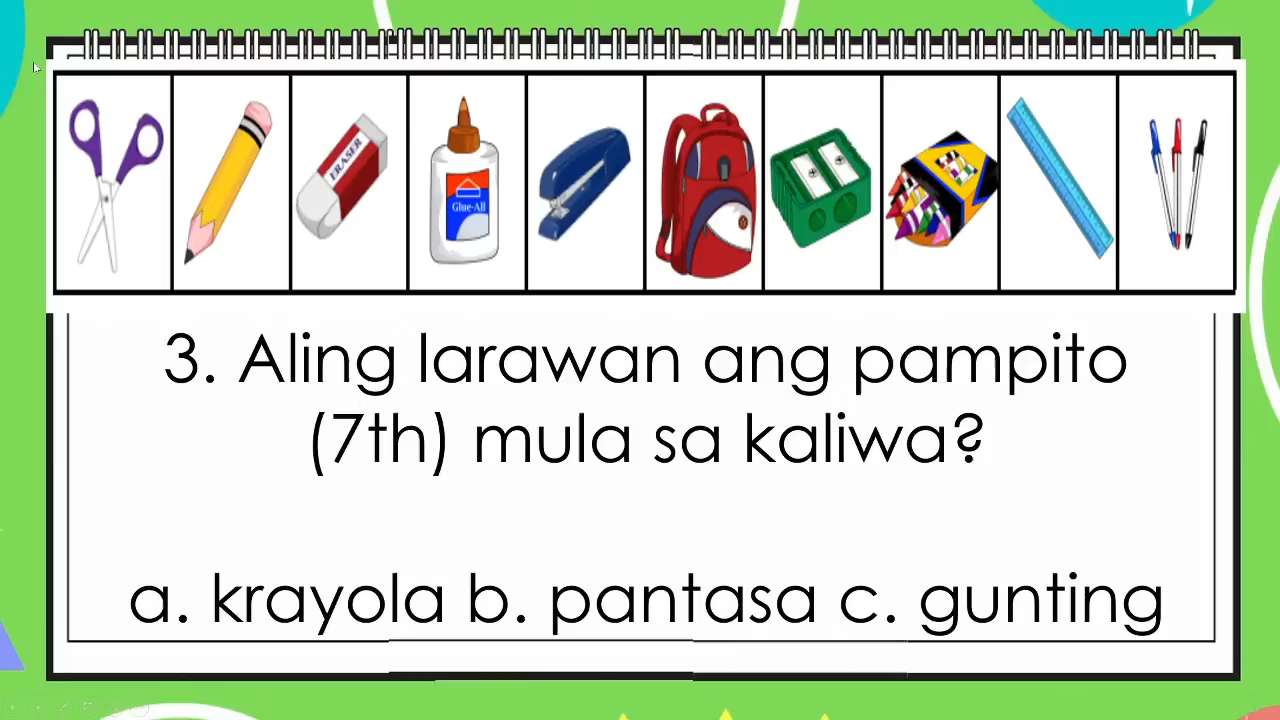 ERASER
Glue-All
3. Aling larawan ang pampito
(7th) mula sa kaliwa?
a. krayola b. pantasa c. gunting